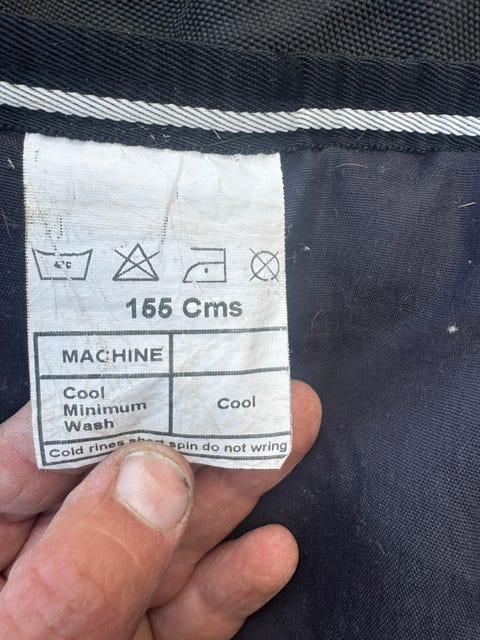 155 Cms
MACHINE
Cool
Minimum
Wash
Cool
Cold rines short spin do not wring